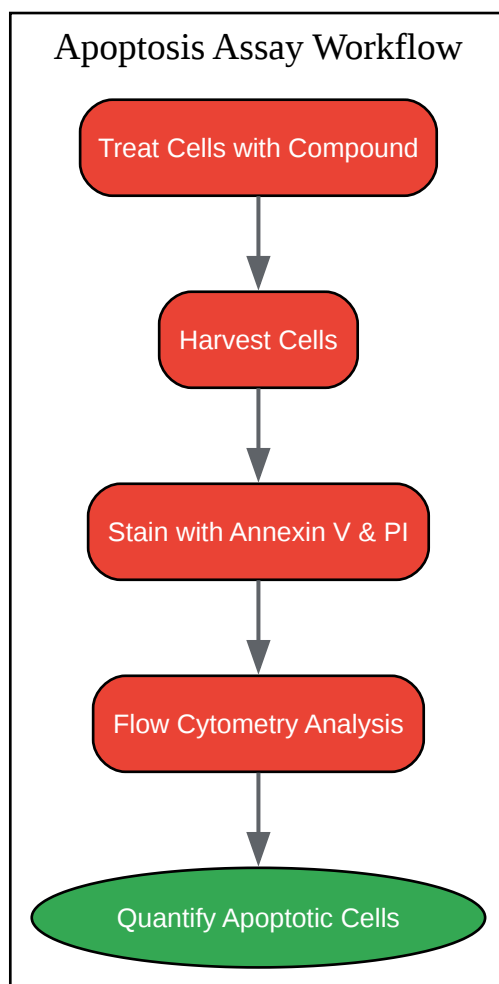 Apoptosis Assay Workflow
Treat Cells with Compound
Harvest Cells
Stain with Annexin V & PI
Flow Cytometry Analysis
Quantify Apoptotic Cells